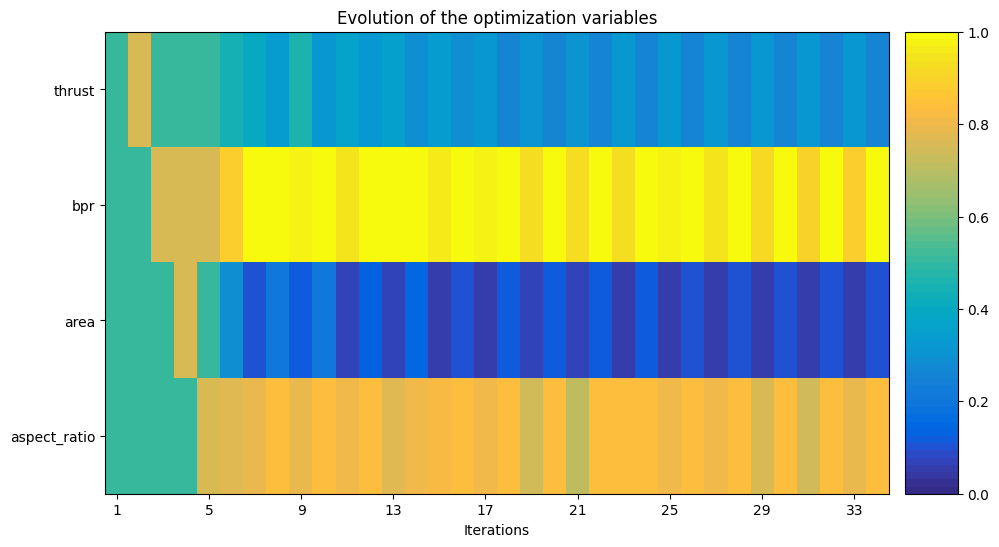 Evolution of the optimization variables
thrust
bpr
area
aspect_ratio
1 5 9 13 17 21 25 29 33
Iterations
1.0
0.8
0.6
0.4
0.2
0.0